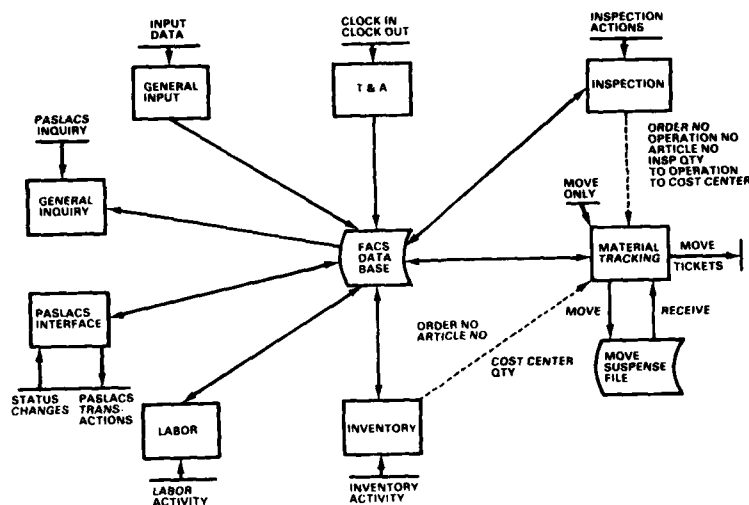 INPUT
DATA
CLOCK IN
CLOCK OUT
INSPECTION
ACTIONS
GENERAL
INPUT
T & A
INSPECTION
PASLACS
INQUIRY
ORDER NO
OPERATION NO
ARTICLE NO
INSP QTY
TO OPERATION
TO COST CENTER
GENERAL
INQUIRY
MOVE
ONLY
FACS
DATA
BASE
MATERIAL
TRACKING
MOVE
TICKETS
PASLACS
INTERFACE
ORDER NO
ARTICLE NO
MOVE
RECEIVE
COST CENTER
QTY
MOVE
SUSPENSE
FILE
STATUS
CHANGES
PASLACS
TRANS-
ACTIONS
LABOR
INVENTORY
LABOR
ACTIVITY
INVENTORY
ACTIVITY